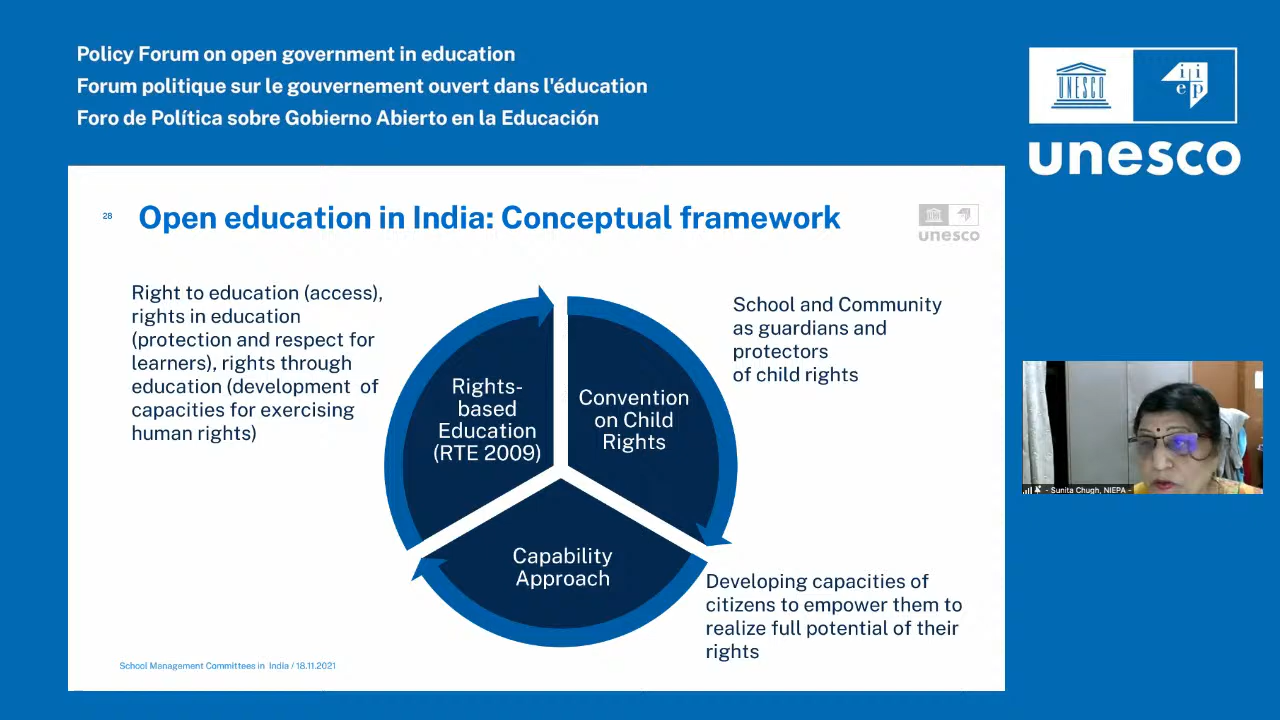 Policy Forum on open government in education
Forum politique sur le gouvernement ouvert dans l'éducation
Foro de Política sobre Gobierno Abierto en la Educación
UNESCO
i i
e p
unesco
28
Open education in India: Conceptual framework
unesco
Right to education (access),
rights in education
(protection and respect for
learners), rights through
education (development of
capacities for exercising
human rights)
Rights-
based
Education
(RTE 2009)
Convention
on Child
Rights
School and Community
as guardians and
protectors
of child rights
Capability
Approach
Developing capacities of
citizens to empower them to
realize full potential of their
rights
School Management Committees in India / 18.11.2021
- Sunita Chugh, NIEPA -